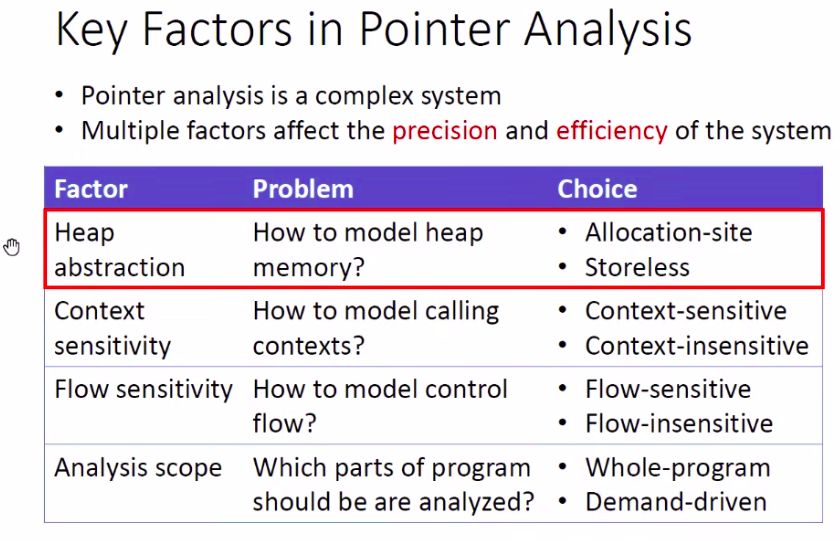 Key Factors in Pointer Analysis
• Pointer analysis is a complex system
• Multiple factors affect the precision and efficiency of the system
Factor Problem Choice
Heap How to model heap • Allocation-site
abstraction memory? • Storeless
Context How to model calling • Context-sensitive
sensitivity contexts? • Context-insensitive
Flow sensitivity How to model control • Flow-sensitive
flow? • Flow-insensitive
Analysis scope Which parts of program • Whole-program
should be are analyzed? • Demand-driven